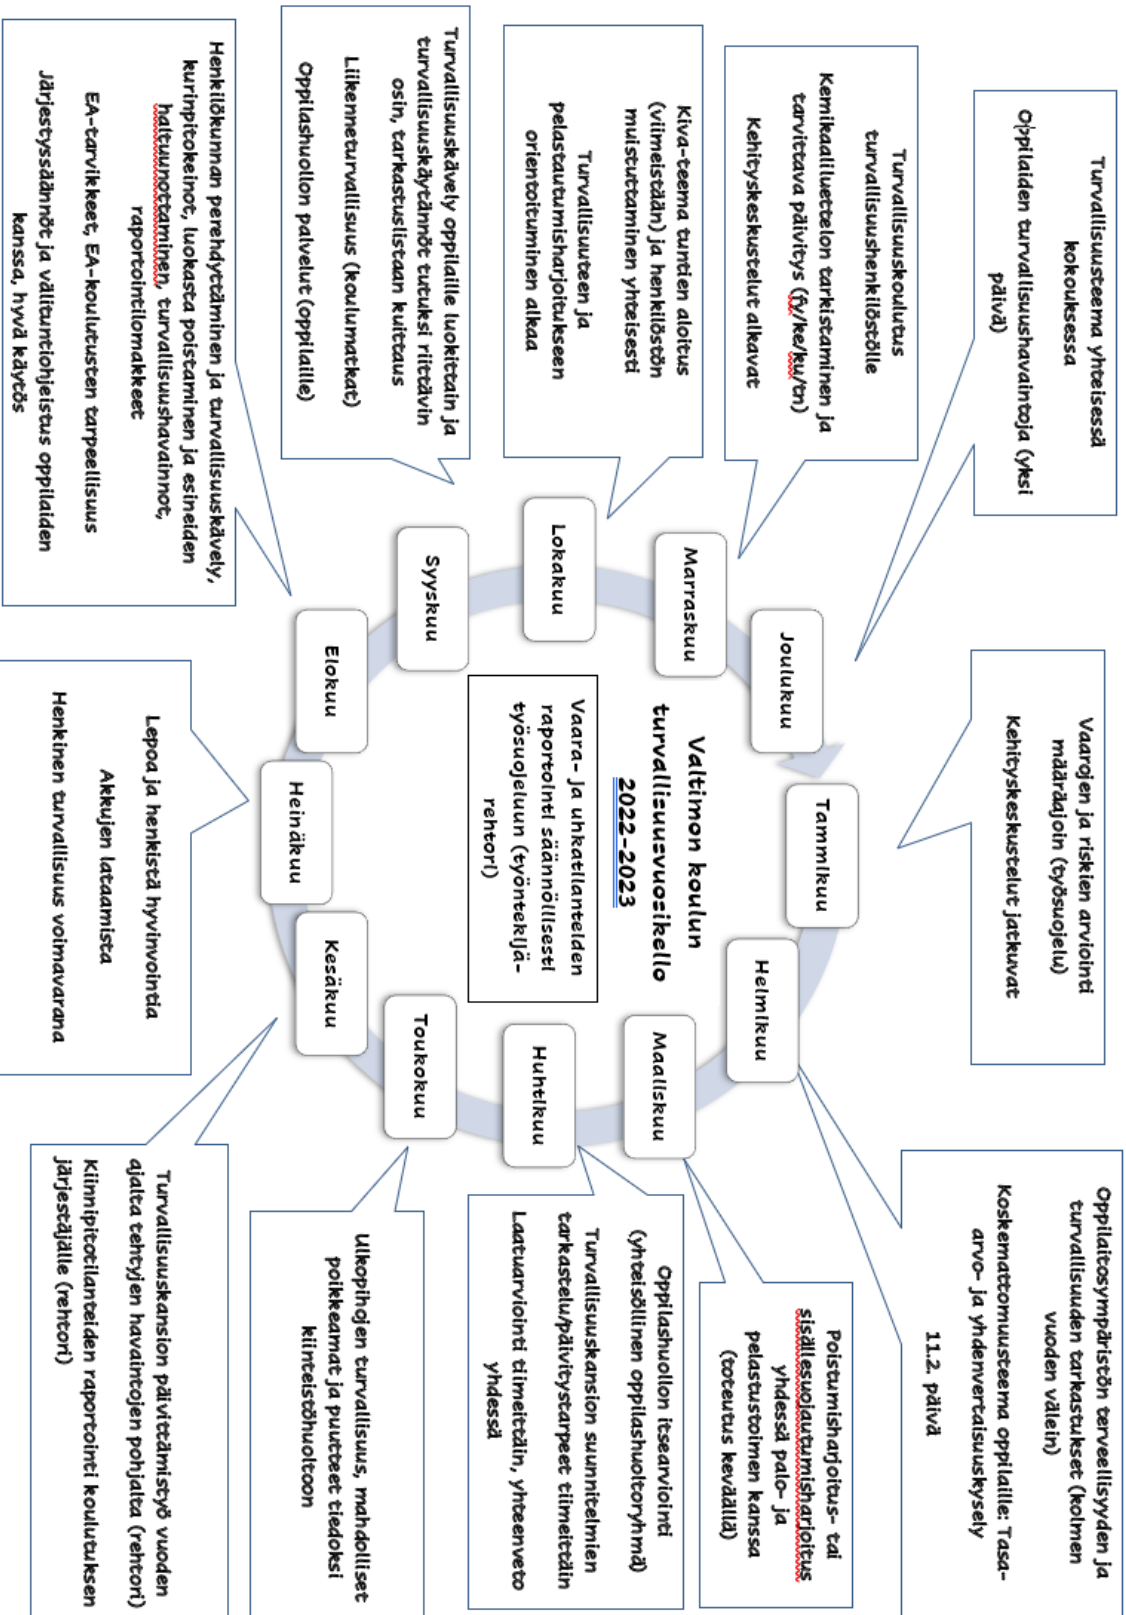 Valtimon koulun
turvallisuusvuosikello
2022-2023
Vaara- ja uhkatilanteiden
raportointi säännöllisesti
työsuojeluun (työntekijä-
rehtori)
Tammikuu
Vaarojen ja riskien arviointi
määräajoin (työsuojelu)
Kehityskeskustelut jatkuvat
Helmikuu
Oppilaitosympäristön terveellisyyden ja
turvallisuuden tarkastukset (kolmen
vuoden välein)
Koskemattomuusteema oppilaille: Tasa-
arvo- ja yhdenvertaisuuskysely
11.2. päivä
Maaliskuu
Poistumisharjoitus- tai
sisällesuojautumisharjoitus
yhdessä palo- ja
pelastustoimen kanssa
(toteutus keväällä)
Huhtikuu
Oppilashuollon itsearviointi
(yhteisöllinen oppilashuoltoryhmä)
Turvallisuuskansion suunnitelmien
tarkastelu/päivitystarpeet tiimeittäin
Laatuarviointi tiimeittäin, yhteenveto
yhdessä
Toukokuu
Ulkopihojen turvallisuus, mahdolliset
poikkeamat ja puutteet tiedoksi
kiinteistöhuoltoon
Kesäkuu
Turvallisuuskansion päivittämistyö vuoden
ajalta tehtyjen havaintojen pohjalta (rehtori)
Kiinnipitotilanteiden raportointi koulutuksen
järjestäjälle (rehtori)
Heinäkuu
Lepoa ja henkistä hyvinvointia
Akkujen lataamista
Henkinen turvallisuus voimavarana
Elokuu
Henkilökunnan perehdyttäminen ja turvallisuuskävely,
kurinpitokeinot, luokasta poistaminen ja esineiden
haltuunottaminen, turvallisuushavainnot,
raportointilomakkeet
EA-tarvikkeet, EA-koulutusten tarpeellisuus
Järjestyssäännöt ja välituntiohjeistus oppilaiden
kanssa, hyvä käytös
Syyskuu
Turvallisuuskävely oppilaille luokittain ja
turvallisuuskäytännöt tutuksi riittävin
osin, tarkastuslistaan kuittaus
Liikenneturvallisuus (koulumatkat)
Oppilashuollon palvelut (oppilaille)
Lokakuu
Kiva-teema tuntien aloitus
(viimeistään) ja henkilöstön
muistuttaminen yhteisesti
Turvallisuuteen ja
pelastautumisharjoitukseen
orientoituminen alkaa
Marraskuu
Turvallisuuskoulutus
turvallisuushenkilöstölle
Kemikaaliluettelon tarkistaminen ja
tarvittava päivitys (fy/ke/ku/tn)
Kehityskeskustelut alkavat
Joulukuu
Turvallisuusteema yhteisessä
kokouksessa
Oppilaiden turvallisuushavaintoja (yksi
päivä)